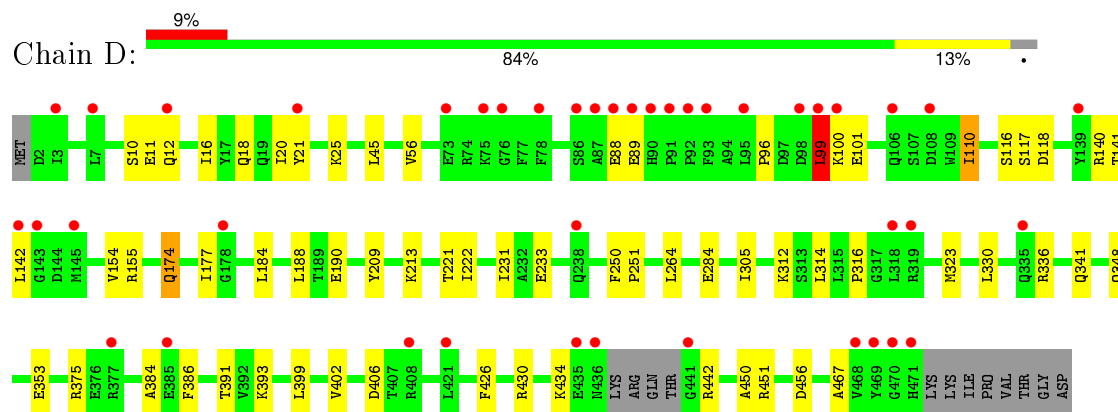 9%
Chain D:
84% 13%
MET D2 I3 L7 S10 E11 Q12 I16 Y17 Q18 Q19 I20 Y21 K25 L45 V56 E73 R74 K75 G76 F77 F78 S86 A87 E88 E89 H90 P91 P92 F93 A94 L95 P96 D97 D98 L99 K100 E101 Q106 S107 D108 W109 I110 S116 S117 D118 Y139 R140 T141
L142 G143 D144 M145 V154 R155 Q174 I177 G178 L184 L188 T189 E190 Y209 K213 T221 I222 I231 A232 E233 Q238 F250 P251 L264 E284 I305 K312 S313 L314 L315 P316 G317 L318 R319 M323 L330 Q335 R336 Q341
E353 R375 E376 R377 A384 E385 F386 T391 V392 K393 L399 V402 D406 T407 R408 L421 F426 R430 K434 E435 N436 LYS ARG GLN THR G441 R442 A450 R451 D456 A467 V468 Y469 G470 H471 LYS LYS ILE PRO VAL THR GLY ASP